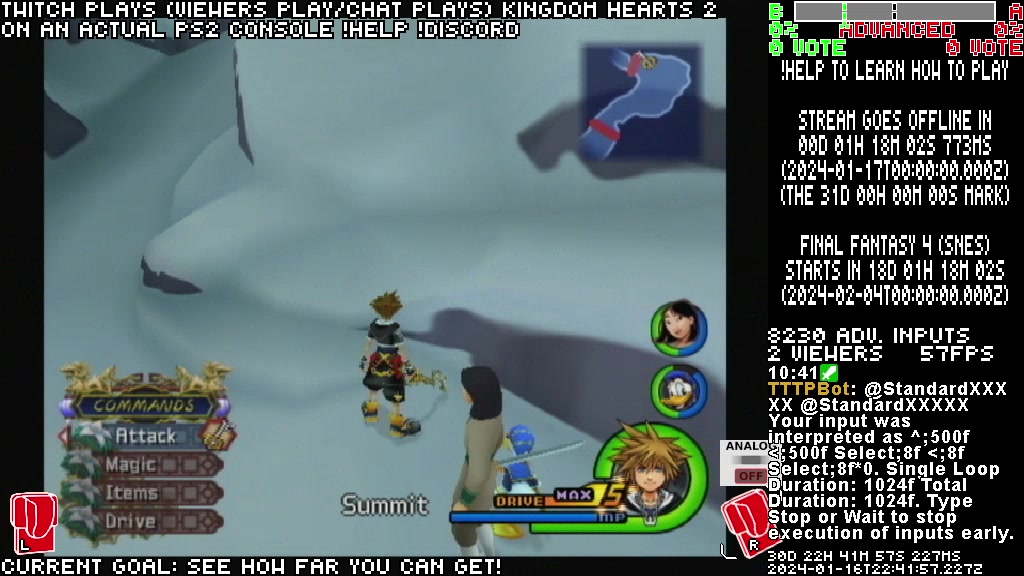 TWITCH PLAYS (VIEWERS PLAY/CHAT PLAYS) KINGDOM HEARTS 2
ON AN ACTUAL PS2 CONSOLE !HELP !DISCORD
B A
0% ADVANCED 0%
0 VOTE 0 VOTE
!HELP TO LEARN HOW TO PLAY
STREAM GOES OFFLINE IN
00D 01H 18M 02S 773MS
(2024-01-17T00:00:00.000Z)
(THE 31D 00H 00M 00S MARK)
FINAL FANTASY 4 (SNES)
STARTS IN 18D 01H 18M 02S
(2024-02-04T00:00:00.000Z)
8230 ADV. INPUTS
2 VIEWERS 57FPS
10:41
TTTPBot: @StandardXXX
XX @StandardXXXXX
Your input was
interpreted as ^;500f
<;500f Select;8f <;8f
Select;8f*0. Single Loop
Duration: 1024f Total
Duration: 1024f. Type
Stop or Wait to stop
execution of inputs early.
30D 22H 41M 57S 227MS
2024-01-16T22:41:57.227Z
COMMANDS
Attack
Magic
Items
Drive
Summit
DRIVE MAX 5
MP
ANALO
OFF
L
R
CURRENT GOAL: SEE HOW FAR YOU CAN GET!